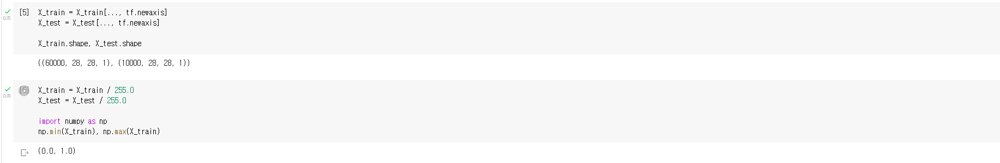 [5] X_train = X_train[..., tf.newaxis]
0초 X_test = X_test[..., tf.newaxis]
X_train.shape, X_test.shape
((60000, 28, 28, 1), (10000, 28, 28, 1))
[6] X_train = X_train / 255.0
0초 X_test = X_test / 255.0
import numpy as np
np.min(X_train), np.max(X_train)
(0.0, 1.0)